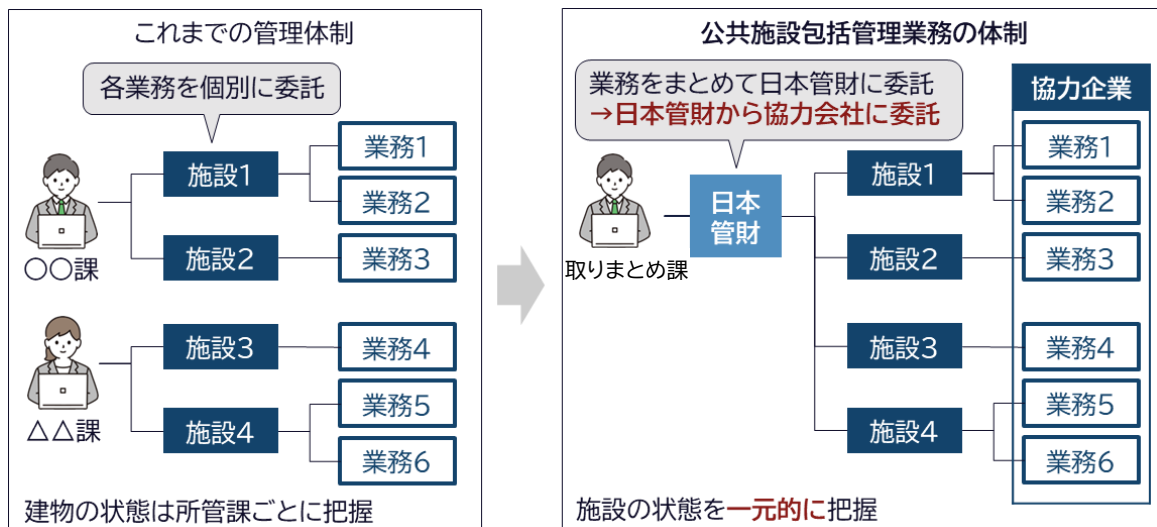 これまでの管理体制
各業務を個別に委託
施設1
業務1
業務2
施設2
業務3
〇〇課
施設3
業務4
施設4
業務5
業務6
△△課
建物の状態は所管課ごとに把握
公共施設包括管理業務の体制
業務をまとめて日本管財に委託
→日本管財から協力会社に委託
協力企業
取りまとめ課
日本
管財
施設1
業務1
業務2
施設2
業務3
施設3
業務4
施設4
業務5
業務6
施設の状態を一元的に把握